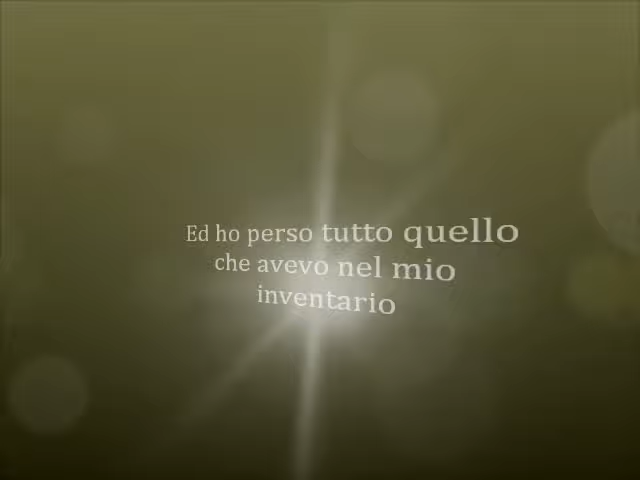 Ed ho perso tutto quello
che avevo nel mio
inventario